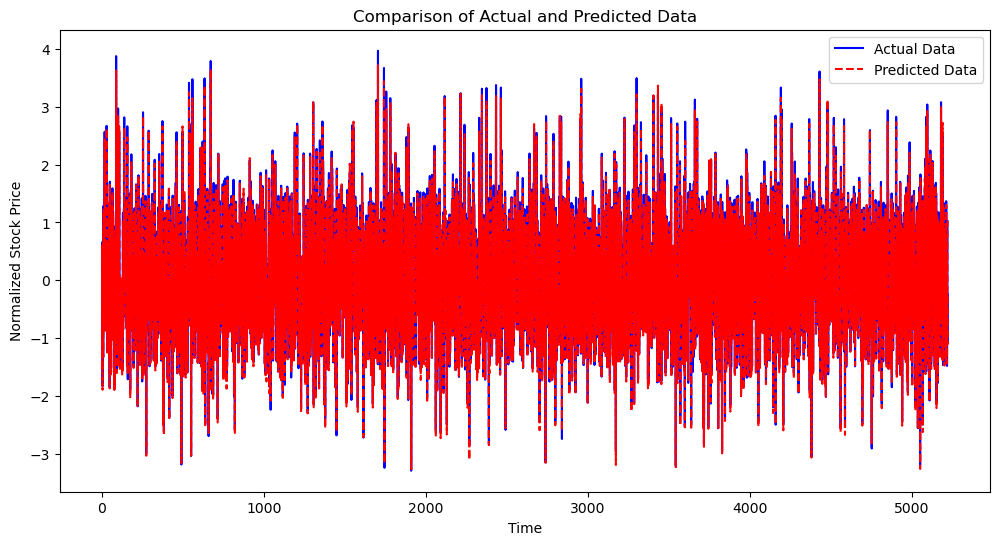 Comparison of Actual and Predicted Data
Actual Data
Predicted Data
4
3
2
1
0
−1
−2
−3
Normalized Stock Price
0
1000
2000
3000
4000
5000
Time